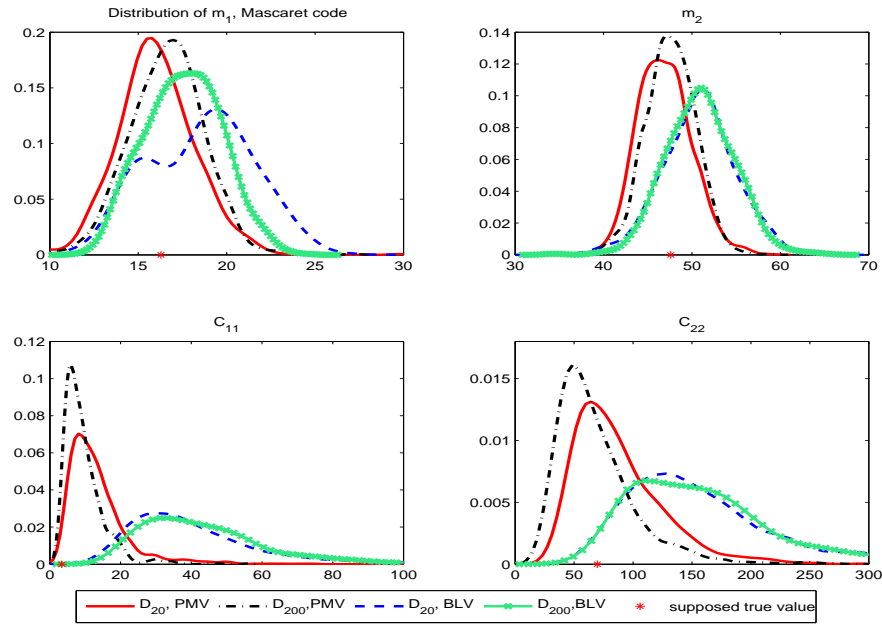 Distribution of m1, Mascaret code
0.2
0.15
0.1
0.05
0
10 15 20 25 30
m2
0.14
0.12
0.1
0.08
0.06
0.04
0.02
0
30 40 50 60 70
C11
0.12
0.1
0.08
0.06
0.04
0.02
0
0 20 40 60 80 100
C22
0.015
0.01
0.005
0
0 50 100 150 200 250 300
D20, PMV D200,PMV D20, BLV D200,BLV supposed true value